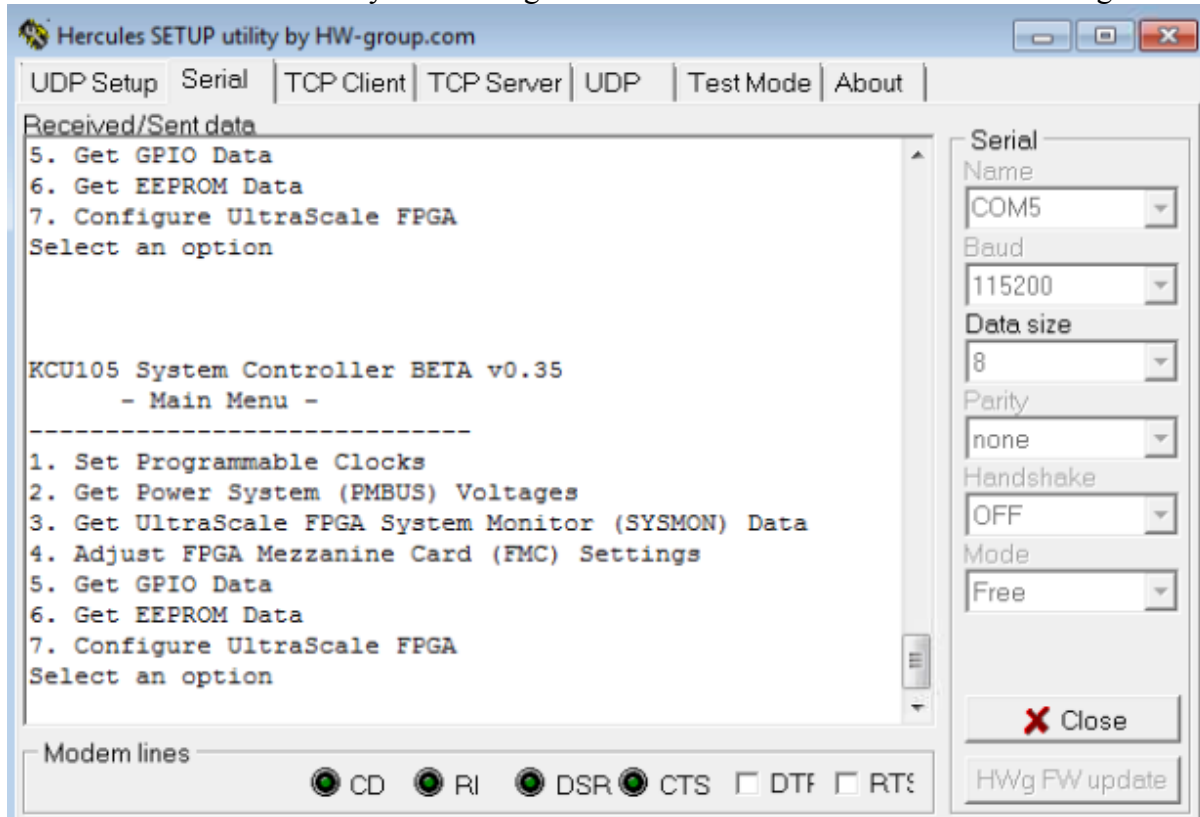 Hercules SETUP utility by HW-group.com
UDP Setup Serial TCP Client TCP Server UDP Test Mode About
Received/Sent data
5. Get GPIO Data
6. Get EEPROM Data
7. Configure UltraScale FPGA
Select an option
KCU105 System Controller BETA v0.35
- Main Menu -
-----------------------------
1. Set Programmable Clocks
2. Get Power System (PMBUS) Voltages
3. Get UltraScale FPGA System Monitor (SYSMON) Data
4. Adjust FPGA Mezzanine Card (FMC) Settings
5. Get GPIO Data
6. Get EEPROM Data
7. Configure UltraScale FPGA
Select an option
Modem lines
CD RI DSR CTS DTR RTS
Serial
Name
COM5
Baud
115200
Data size
8
Parity
none
Handshake
OFF
Mode
Free
Close
HWg FW update